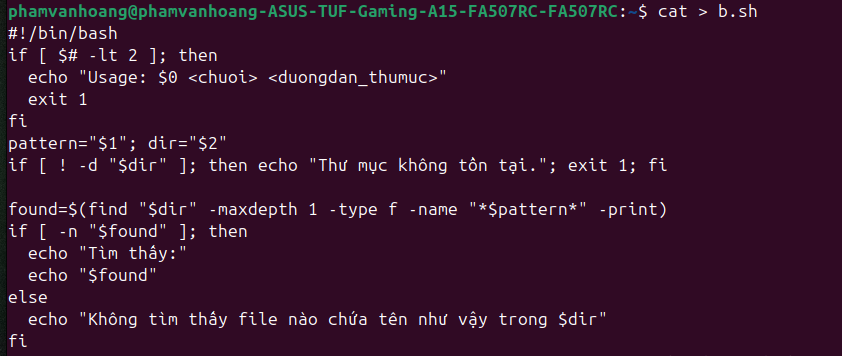 phamvanhoang@phamvanhoang-ASUS-TUF-Gaming-A15-FA507RC-FA507RC:~$ cat > b.sh
#!/bin/bash
if [ $# -lt 2 ]; then
  echo "Usage: $0 <chuoi> <duongdan_thumuc>"
  exit 1
fi
pattern="$1"; dir="$2"
if [ ! -d "$dir" ]; then echo "Thư mục không tồn tại."; exit 1; fi

found=$(find "$dir" -maxdepth 1 -type f -name "*$pattern*" -print)
if [ -n "$found" ]; then
  echo "Tìm thấy:"
  echo "$found"
else
  echo "Không tìm thấy file nào chứa tên như vậy trong $dir"
fi